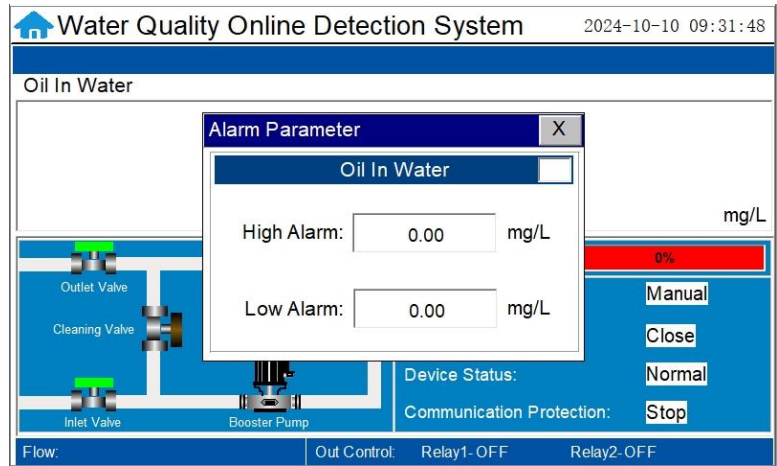 Water Quality Online Detection System 2024-10-10 09:31:48
Oil In Water
Alarm Parameter X
Oil In Water
High Alarm: 0.00 mg/L
Low Alarm: 0.00 mg/L
mg/L
0%
Outlet Valve
Manual
Cleaning Valve
Close
Device Status: Normal
Communication Protection: Stop
Inlet Valve Booster Pump
Flow: Out Control: Relay1-OFF Relay2-OFF